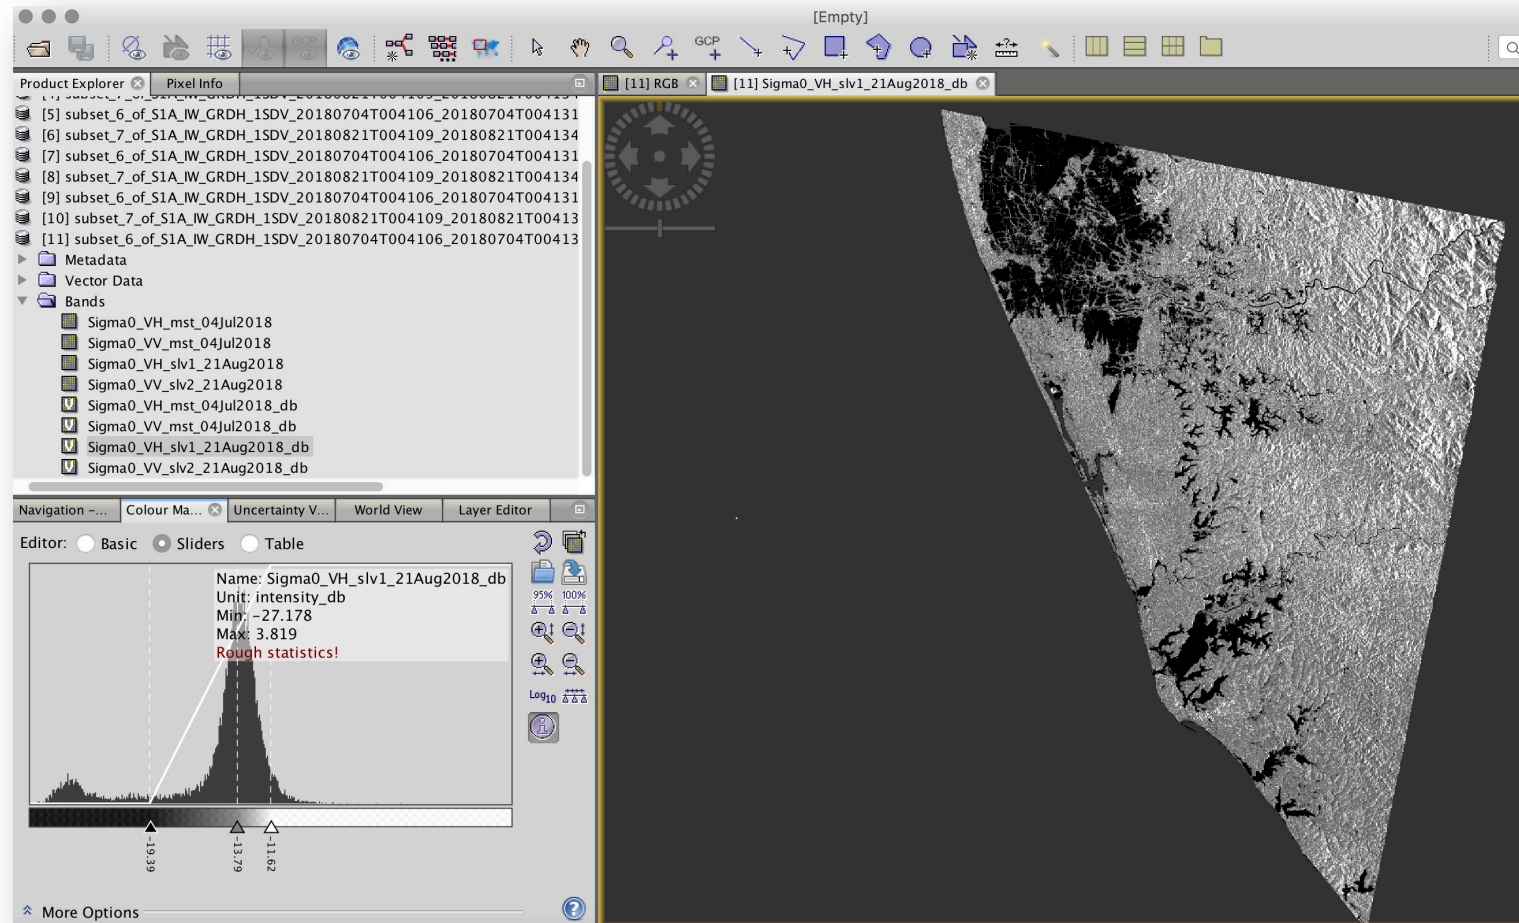 [Empty]
GCP
GCP
Product Explorer
Pixel Info
[11] RGB
[11] Sigma0_VH_slv1_21Aug2018_db
[5] subset_6_of_S1A_IW_GRDH_1SDV_20180704T004106_20180704T004131
[6] subset_7_of_S1A_IW_GRDH_1SDV_20180821T004109_20180821T004134
[7] subset_6_of_S1A_IW_GRDH_1SDV_20180704T004106_20180704T004131
[8] subset_7_of_S1A_IW_GRDH_1SDV_20180821T004109_20180821T004134
[9] subset_6_of_S1A_IW_GRDH_1SDV_20180704T004106_20180704T004131
[10] subset_7_of_S1A_IW_GRDH_1SDV_20180821T004109_20180821T00413
[11] subset_6_of_S1A_IW_GRDH_1SDV_20180704T004106_20180704T00413
Metadata
Vector Data
Bands
Sigma0_VH_mst_04Jul2018
Sigma0_VV_mst_04Jul2018
Sigma0_VH_slv1_21Aug2018
Sigma0_VV_slv2_21Aug2018
Sigma0_VH_mst_04Jul2018_db
Sigma0_VV_mst_04Jul2018_db
Sigma0_VH_slv1_21Aug2018_db
Sigma0_VV_slv2_21Aug2018_db
Navigation –...
Colour Ma...
Uncertainty V...
World View
Layer Editor
Editor:
Basic
Sliders
Table
Name: Sigma0_VH_slv1_21Aug2018_db
Unit: intensity_db
Min: -27.178
Max: 3.819
Rough statistics!
95%
100%
Log10
-19.39
-13.79
-11.62
More Options
?